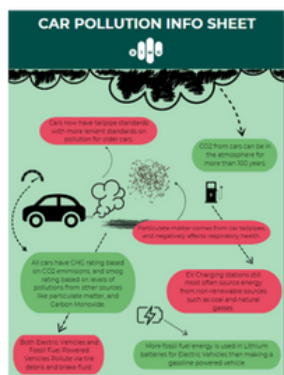 CAR POLLUTION INFO SHEET
Cars now have tailpipe standards
with more lenient standards on
pollution for older cars.
CO2 from cars can be in
the atmosphere for
more than 100 years.
Particulate matter comes from car tailpipes,
and negatively affects respiratory health.
All cars have GHG rating based
on CO2 emmisions, and smog
rating based on levels of
pollutions from other sources
like particulate matter, and
Carbon Monoxide.
EV Charging stations still
most often source energy
from non renewable sources
such as coal and natural
gasses.
Both Electric Vehicles and
Fossil Fuel Powered
Vehicles Pollute via tire
debris and brake fluid.
More fossil fuel energy is used in Lithium
batteries for Electric Vehicles than making a
gasoline powered vehicle